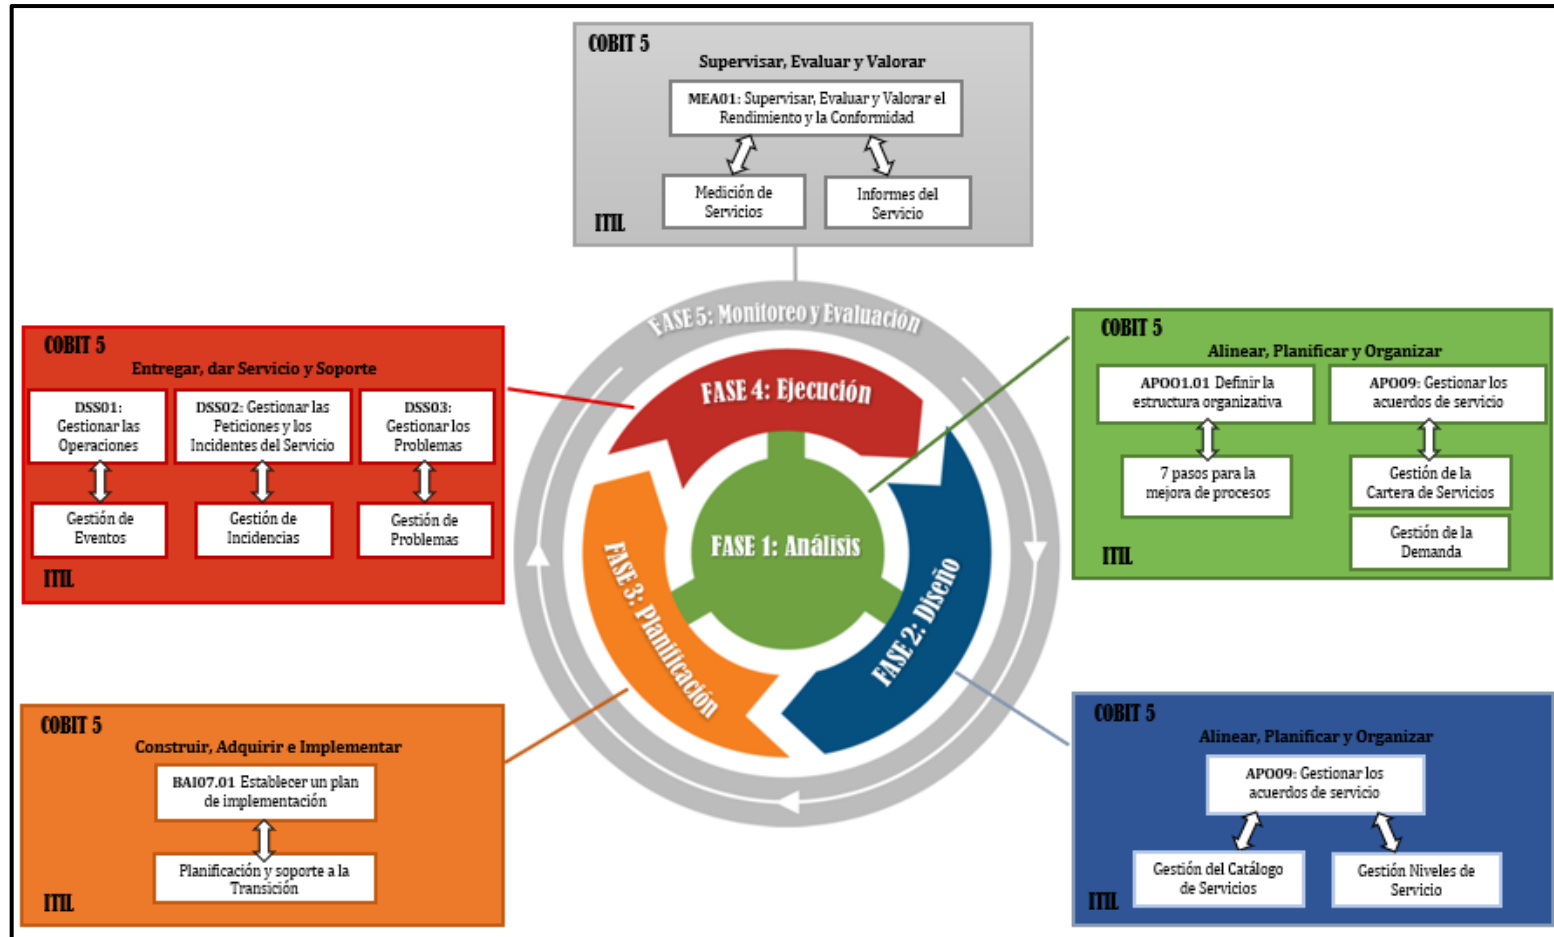 COBIT 5
Supervisar, Evaluar y Valorar
MEA01: Supervisar, Evaluar y Valorar el
Rendimiento y la Conformidad
Medición de
Servicios
Informes del
Servicio
ITIL
COBIT 5
Entregar, dar Servicio y Soporte
DSS01:
Gestionar las
Operaciones
DSS02: Gestionar las
Peticiones y los
Incidentes del Servicio
DSS03:
Gestionar los
Problemas
Gestión de
Eventos
Gestión de
Incidencias
Gestión de
Problemas
ITIL
FASE 5: Monitoreo y Evaluación
FASE 4: Ejecución
FASE 1: Análisis
FASE 3: Planificación
FASE 2: Diseño
COBIT 5
Alinear, Planificar y Organizar
APO01.01 Definir la
estructura organizativa
APO09: Gestionar los
acuerdos de servicio
7 pasos para la
mejora de procesos
Gestión de la
Cartera de Servicios
Gestión de la
Demanda
ITIL
COBIT 5
Construir, Adquirir e Implementar
BAI07.01 Establecer un plan
de implementación
Planificación y soporte a la
Transición
ITIL
COBIT 5
Alinear, Planificar y Organizar
APO09: Gestionar los
acuerdos de servicio
Gestión del Catálogo
de Servicios
Gestión Niveles de
Servicio
ITIL